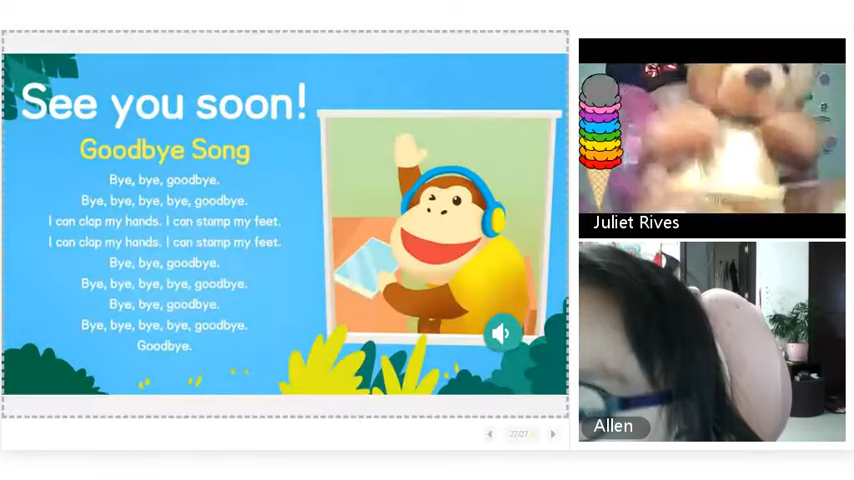 See you soon!
Goodbye Song
Bye, bye, goodbye.
Bye, bye, bye, bye, goodbye.
I can clap my hands. I can stamp my feet.
I can clap my hands. I can stamp my feet.
Bye, bye, goodbye.
Bye, bye, bye, bye, goodbye.
Bye, bye, goodbye.
Bye, bye, bye, bye, goodbye.
Goodbye.
27/27
Juliet Rives
Allen